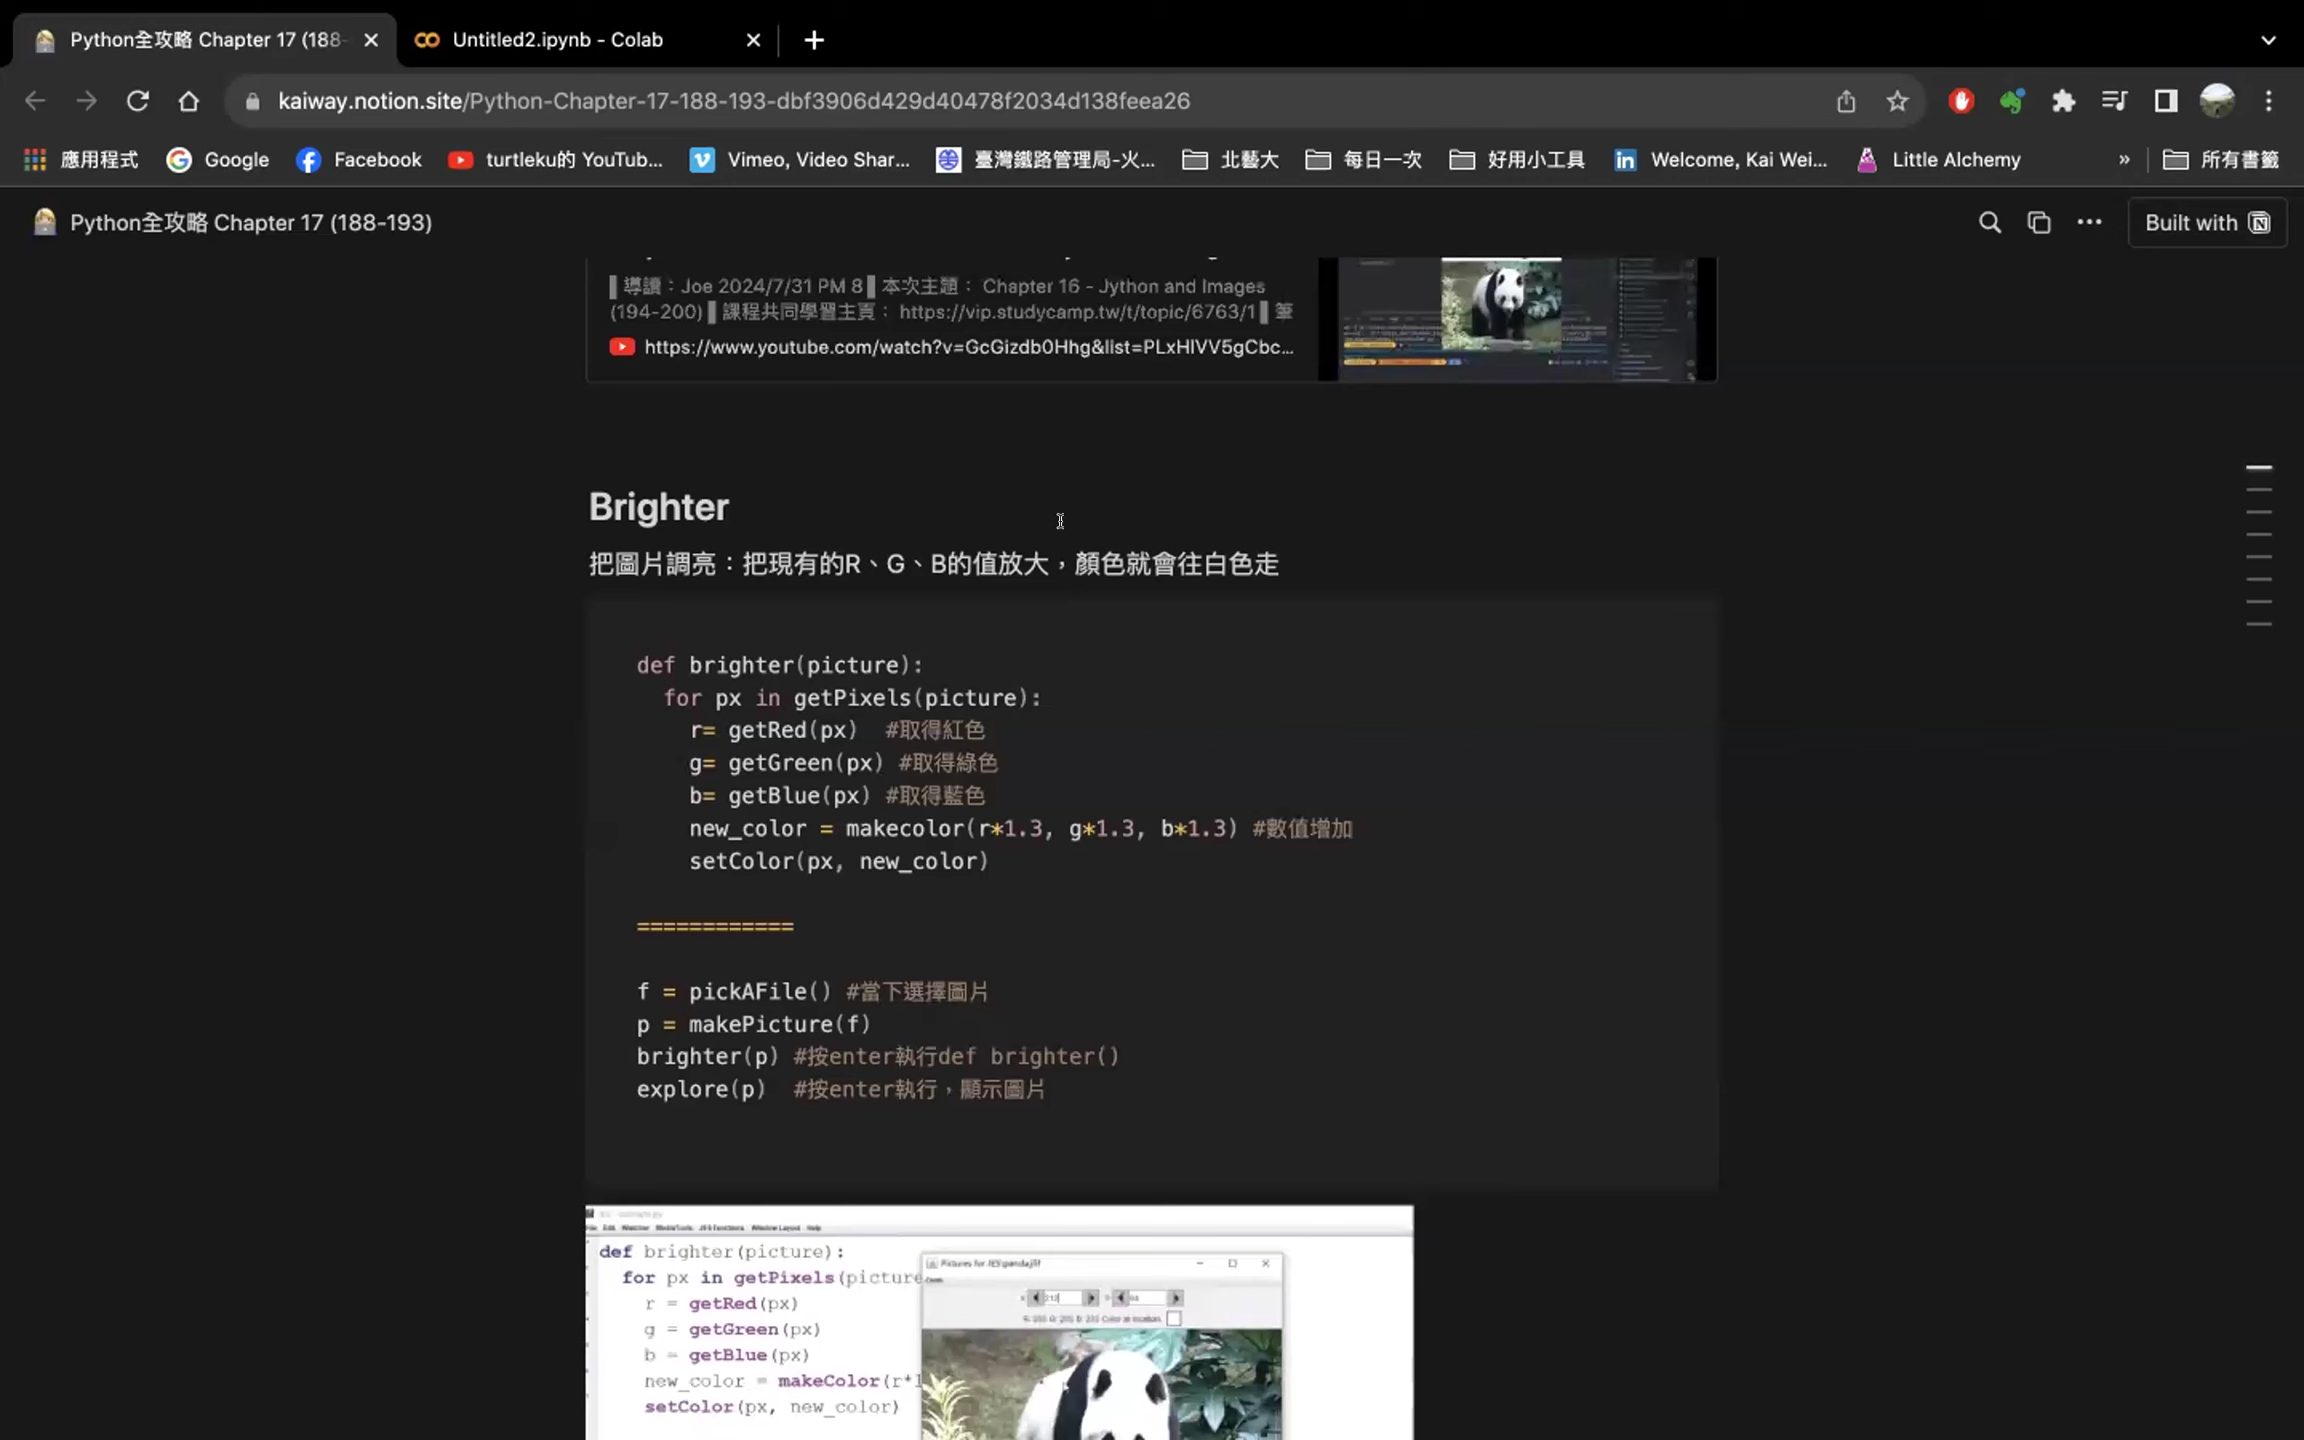 Python全攻略 Chapter 17 (188-
Untitled2.ipynb - Colab
kaiway.notion.site/Python-Chapter-17-188-193-dbf3906d429d40478f2034d138feea26
應用程式 Google Facebook turtleku的 YouTub... Vimeo, Video Shar... 臺灣鐵路管理局-火... 北藝大 每日一次 好用小工具 Welcome, Kai Wei... Little Alchemy » 所有書籤
Python全攻略 Chapter 17 (188-193)
Built with
▌導讀：Joe 2024/7/31 PM 8▌本次主題： Chapter 16 - Jython and Images
(194-200)▌課程共同學習主頁： https://vip.studycamp.tw/t/topic/6763/1▌筆
https://www.youtube.com/watch?v=GcGizdb0Hhg&list=PLxHlVV5gCbc...
Brighter
把圖片調亮：把現有的R、G、B的值放大，顏色就會往白色走
def brighter(picture):
for px in getPixels(picture):
r= getRed(px) #取得紅色
g= getGreen(px) #取得綠色
b= getBlue(px) #取得藍色
new_color = makecolor(r*1.3, g*1.3, b*1.3) #數值增加
setColor(px, new_color)
============
f = pickAFile() #當下選擇圖片
p = makePicture(f)
brighter(p) #按enter執行def brighter()
explore(p) #按enter執行，顯示圖片
def brighter(picture):
for px in getPixels(picture
r = getRed(px)
g = getGreen(px)
b = getBlue(px)
new_color = makeColor(r*1
setColor(px, new_color)